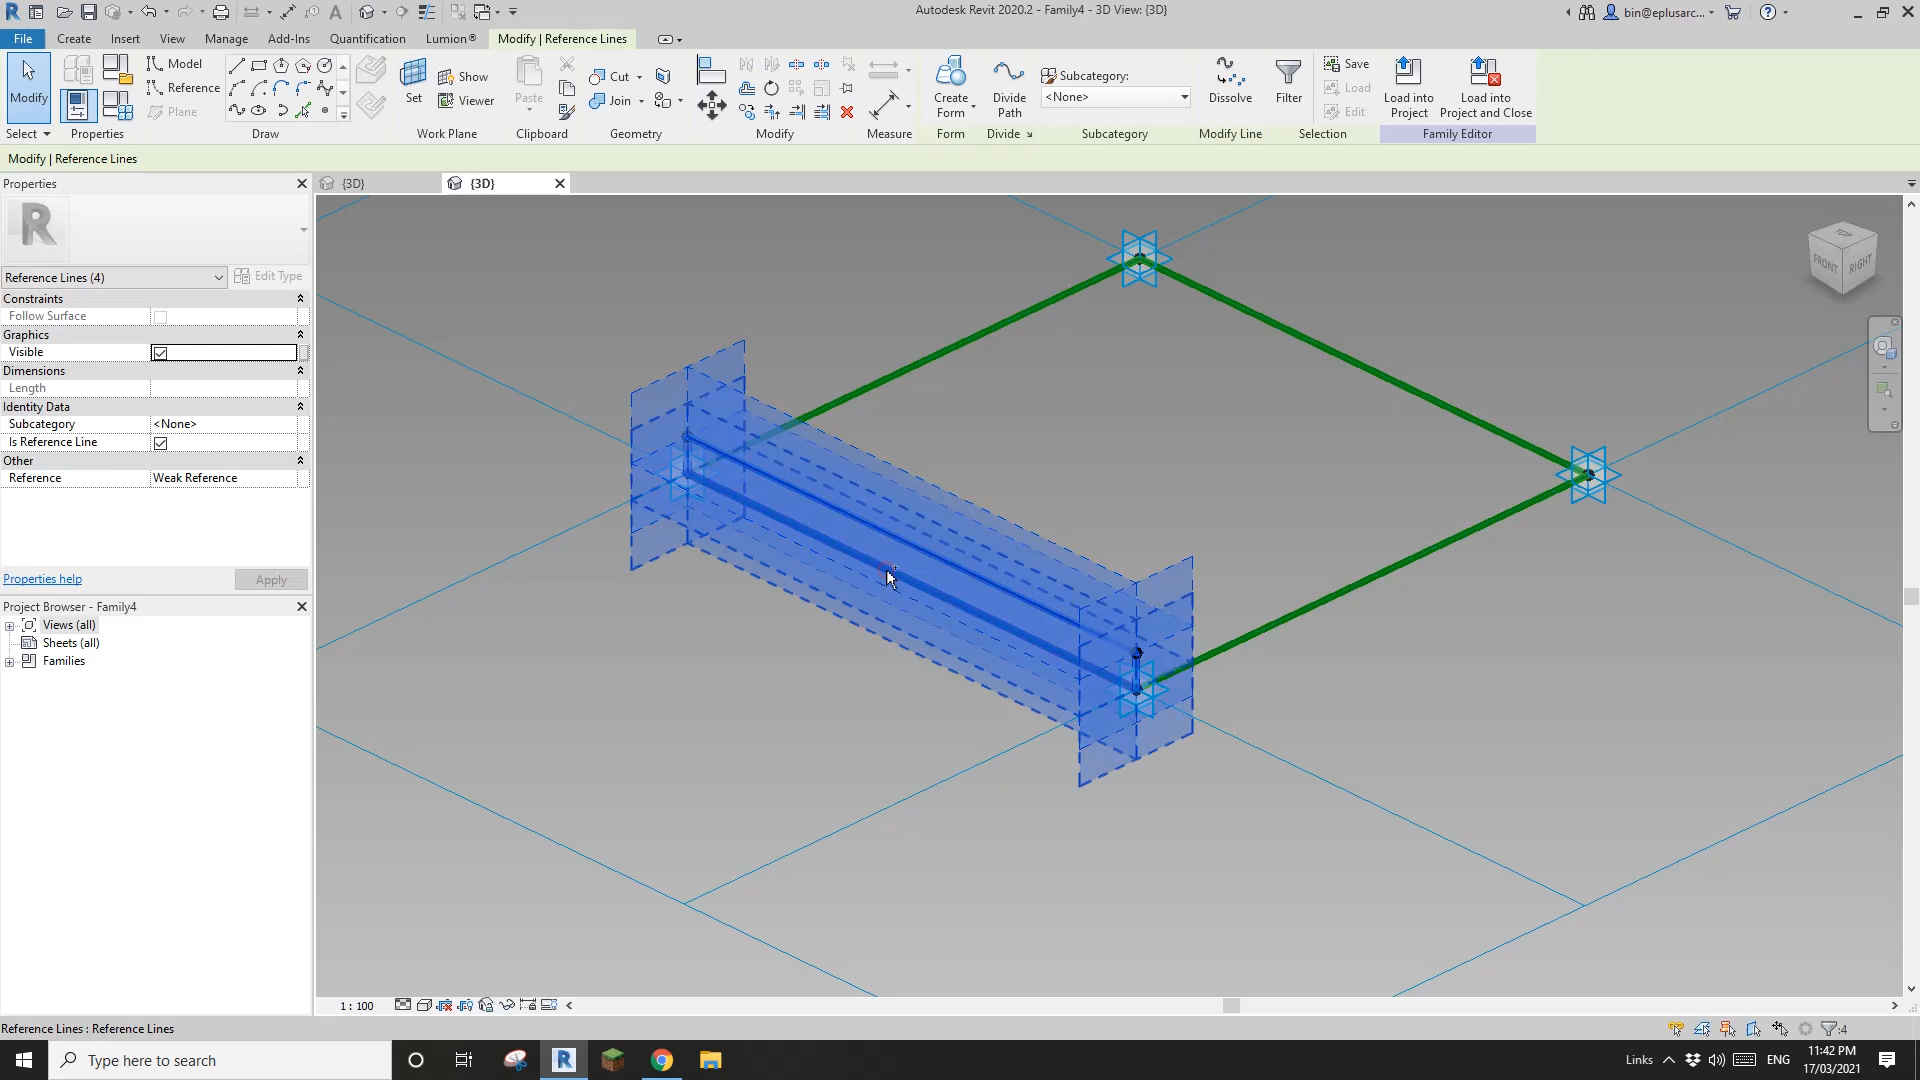 Autodesk Revit 2020.2 - Family4 - 3D View: {3D}
bin@eplusarc...
File
Create
Insert
View
Manage
Add-Ins
Quantification
Lumion®
Modify | Reference Lines
Modify
Select
Properties
Model
Reference
Plane
Draw
Set
Show
Viewer
Work Plane
Paste
Clipboard
Cut
Join
Geometry
Modify
Measure
Create
Form
Form
Divide
Path
Divide
Subcategory:
<None>
Subcategory
Dissolve
Modify Line
Filter
Save
Load
Edit
Selection
Load into
Project
Load into
Project and Close
Family Editor
Modify | Reference Lines
Properties
{3D}
{3D}
R
Reference Lines (4)
Edit Type
Constraints
Follow Surface
Graphics
Visible
Dimensions
Length
Identity Data
Subcategory
<None>
Is Reference Line
Other
Reference
Weak Reference
Properties help
Apply
Project Browser - Family4
Views (all)
Sheets (all)
Families
TOP
FRONT
RIGHT
1 : 100
Reference Lines : Reference Lines
:4
Type here to search
Links
ENG
11:42 PM
17/03/2021